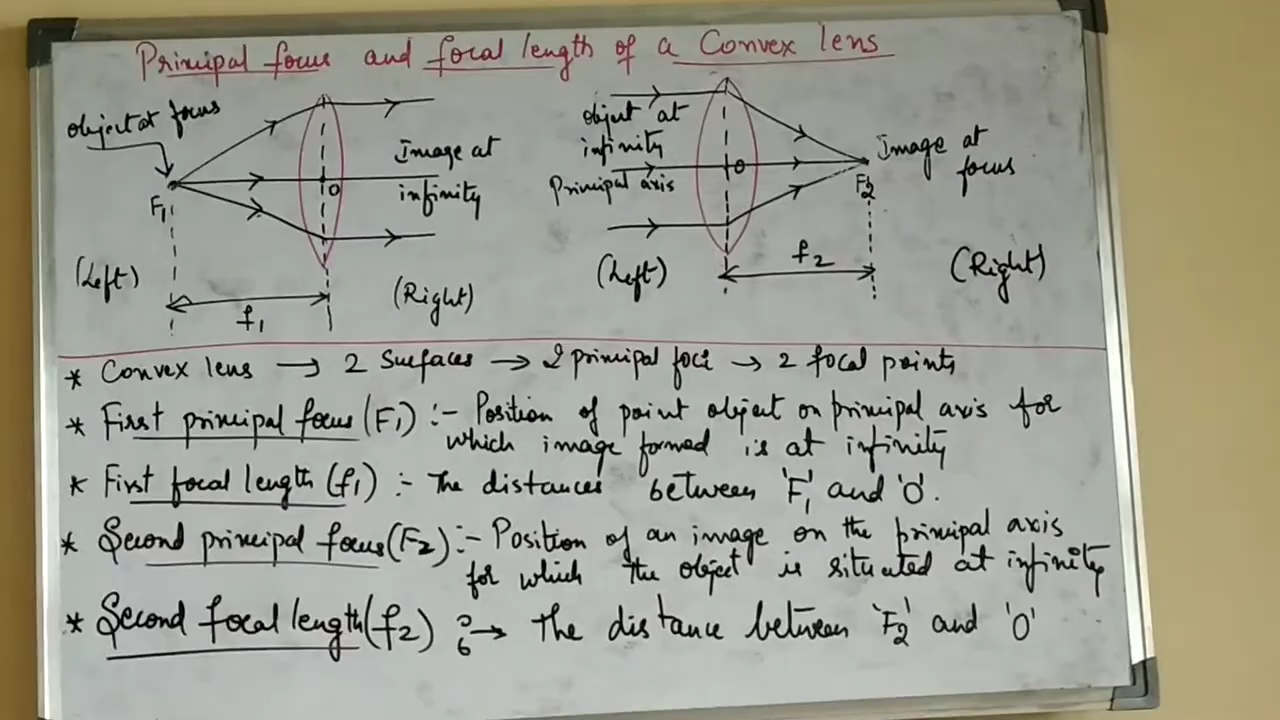 Principal focus and focal length of a Convex lens
Object at focus
F₁
O
Image at
infinity
(Left)
(Right)
f₁
Object at
infinity
Principal axis
O
Image at
focus
F₂
(Left)
(Right)
f₂
* Convex lens → 2 Surfaces → 2 principal foci → 2 focal points
* First principal focus (F₁) :- Position of point object on principal axis for
which image formed is at infinity
* First focal length (f₁) :- The distances between 'F₁' and 'O'.
* Second principal focus (F₂) :- Position of an image on the principal axis
for which the object is situated at infinity
* Second focal length (f₂) : → The distance between 'F₂' and 'O'